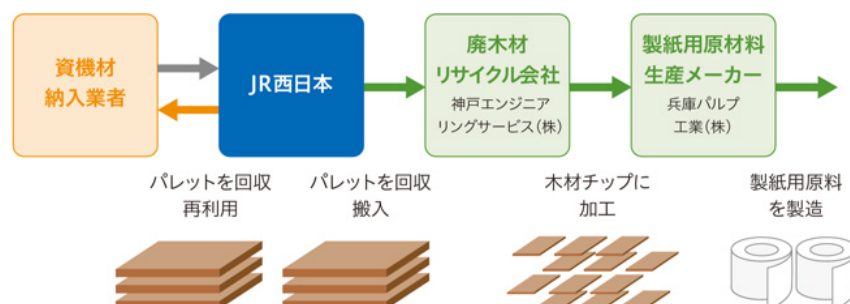 資機材
納入業者
JR西日本
廃木材
リサイクル会社
神戸エンジニア
リングサービス(株)
製紙用原材料
生産メーカー
兵庫パルプ
工業(株)
パレットを回収
再利用
パレットを回収
搬入
木材チップに
加工
製紙用原料
を製造